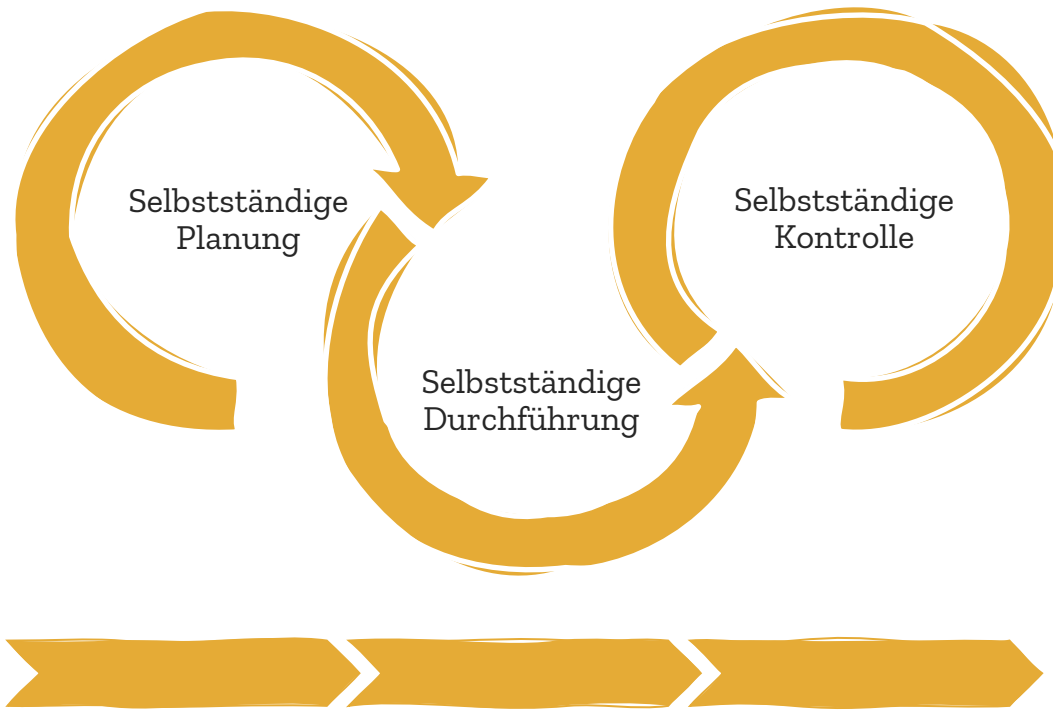 Selbstständige
Planung
Selbstständige
Durchführung
Selbstständige
Kontrolle